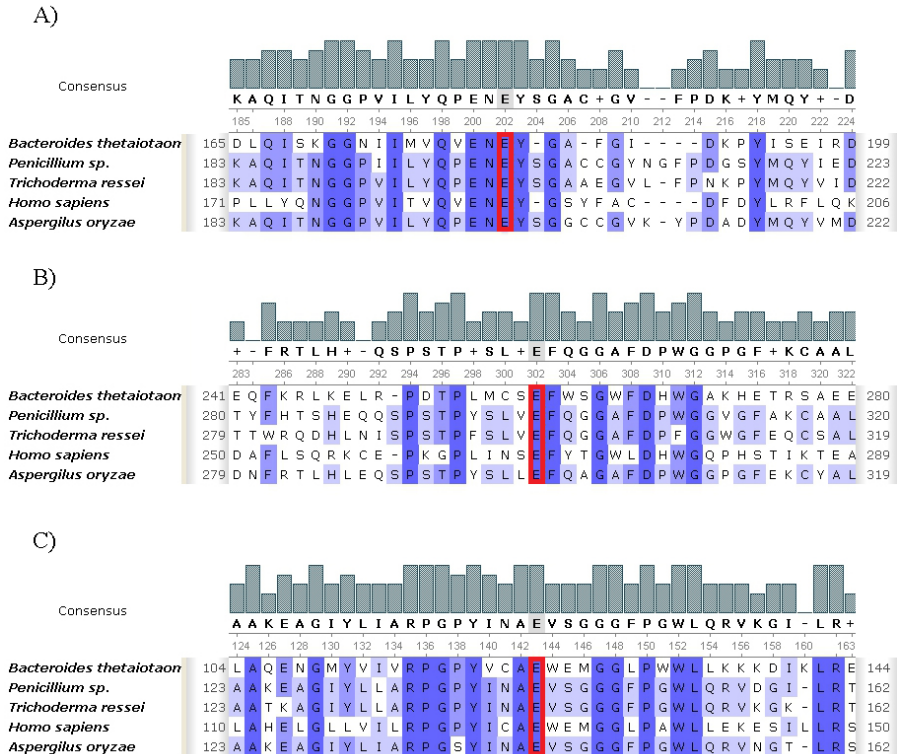 A)
Consensus
K A Q I T N G G P V I L Y Q P E N E Y S G A C + G V - - F P D K + Y M Q Y + - D
185 188 190 192 194 196 198 200 202 204 206 208 210 212 214 216 218 220 222 224
Bacteroides thetaiotaom 165 D L Q I S K G G N I I M V Q V E N E Y - G A - F G I - - - - D K P Y I S E I R D 199
Penicillium sp. 183 K A Q I T N G G P I I L Y Q P E N E Y S G A C C G Y N G F P D G S Y M Q Y I E D 223
Trichoderma ressei 183 K A Q I T N G G P V I L Y Q P E N E Y S G A A E G V L - F P N K P Y M Q Y V I D 222
Homo sapiens 171 P L L Y Q N G G P V I T V Q V E N E Y - G S Y F A C - - - - D F D Y L R F L Q K 206
Aspergilus oryzae 183 K A Q I T N G G P V I L Y Q P E N E Y S G G C C G V K - Y P D A D Y M Q Y V M D 222
B)
Consensus
+ - F R T L H + - Q S P S T P + S L + E F Q G G A F D P W G G P G F + K C A A L
283 286 288 290 292 294 296 298 300 302 304 306 308 310 312 314 316 318 320 322
Bacteroides thetaiotaom 241 E Q F K R L K E L R - P D T P L M C S E F W S G W F D H W G A K H E T R S A E E 280
Penicillium sp. 280 T Y F H T S H E Q Q S P S T P Y S L V E F Q G G A F D P W G G V G F A K C A A L 320
Trichoderma ressei 279 T T W R Q D H L N I S P S T P F S L V E F Q G G A F D P F G G W G F E Q C S A L 319
Homo sapiens 250 D A F L S Q R K C E - P K G P L I N S E F Y T G W L D H W G Q P H S T I K T E A 289
Aspergilus oryzae 279 D N F R T L H L E Q S P S T P Y S L L E F Q A G A F D P W G G P G F E K C Y A L 319
C)
Consensus
A A K E A G I Y L I A R P G P Y I N A E V S G G G F P G W L Q R V K G I - L R +
124 126 128 130 132 134 136 138 140 142 144 146 148 150 152 154 156 158 160 163
Bacteroides thetaiotaom 104 L A Q E N G M Y V I V R P G P Y V C A E W E M G G L P W W L L K K K D I K L R E 144
Penicillium sp. 123 A A K E A G I Y L L A R P G P Y I N A E V S G G G F P G W L Q R V D G I - L R T 162
Trichoderma ressei 123 A A T K A G I Y L L A R P G P Y I N A E V S G G G F P G W L Q R V K G K - L R T 162
Homo sapiens 110 L A H E L G L L V I L R P G P Y I C A E W E M G G L P A W L L E K E S I L L R S 150
Aspergilus oryzae 123 A A K E A G I Y L I A R P G S Y I N A E V S G G G F P G W L Q R V N G T - L R S 162